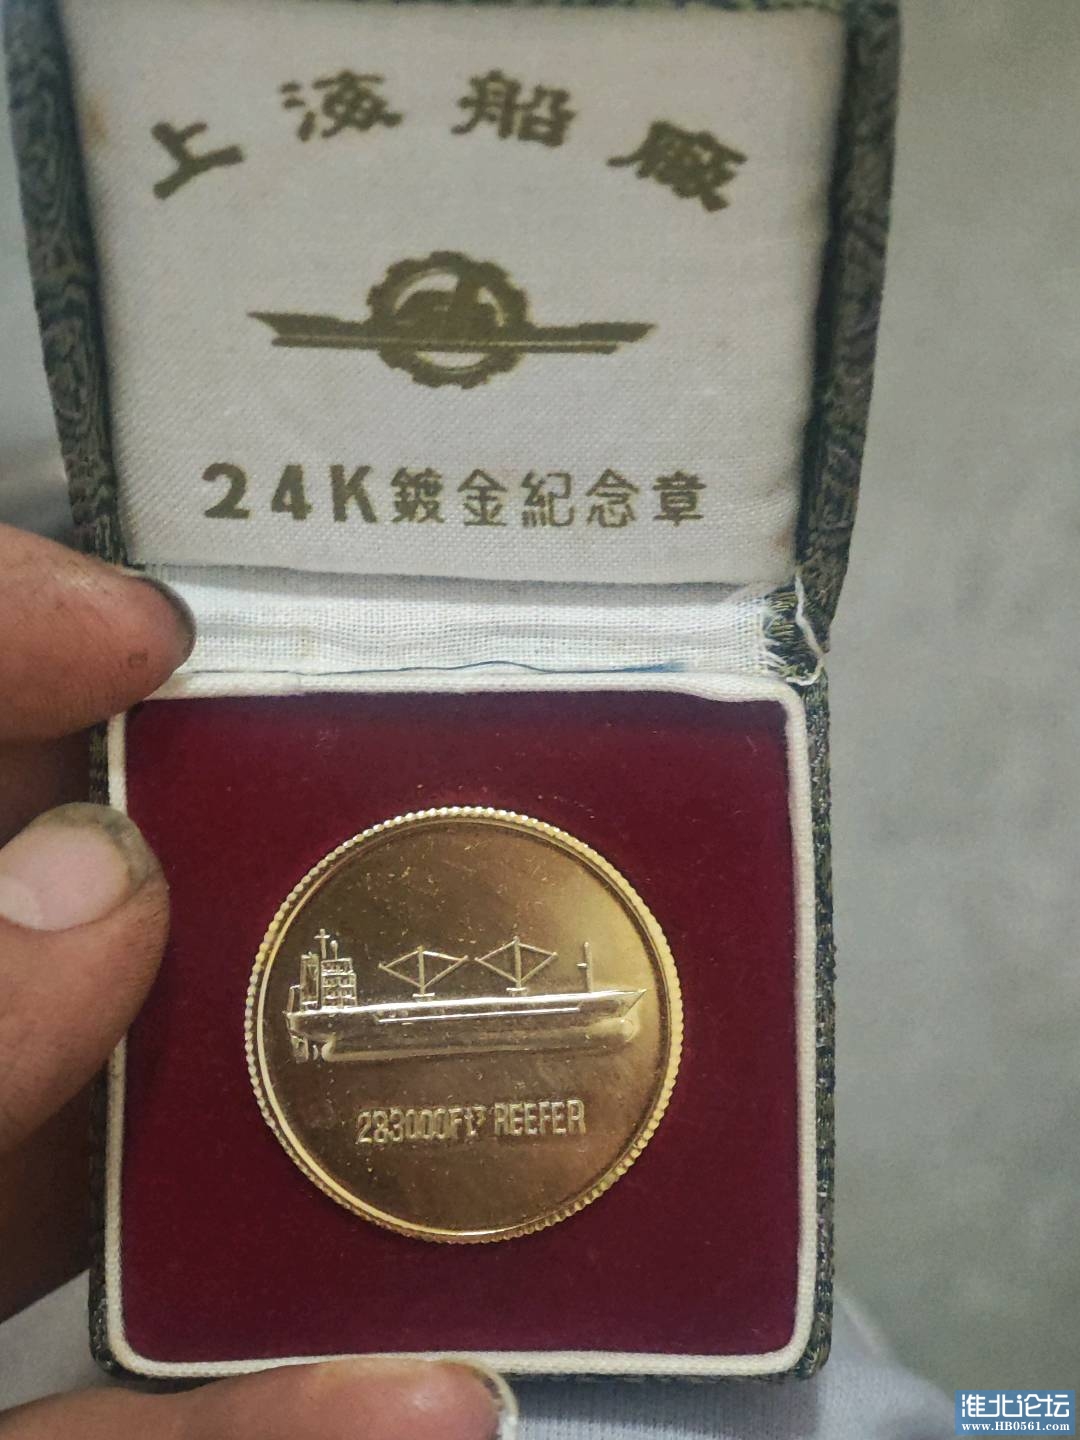 上海船廠
24K鍍金紀念章
283000Ft³ REEFER
淮北论坛
www.HB0561.com